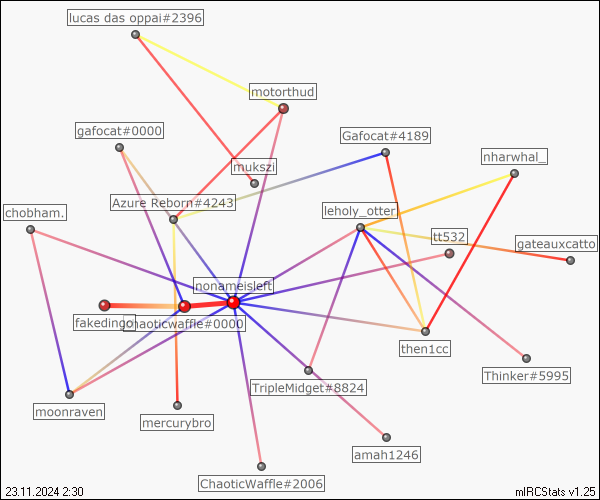 lucas das oppai#2396
motorthud
gafocat#0000
Gafocat#4189
nharwhal_
mukszi
Azure Reborn#4243
chobham.
leholy_otter
tt532
gateauxcatto
nonameisleft
fakedingo
chaoticwaffle#0000
then1cc
Thinker#5995
TripleMidget#8824
moonraven
mercurybro
amah1246
ChaoticWaffle#2006
23.11.2024 2:30
mIRCStats v1.25